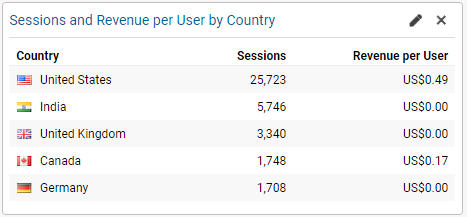 Sessions and Revenue per User by Country
Country Sessions Revenue per User
United States 25,723 US$0.49
India 5,746 US$0.00
United Kingdom 3,340 US$0.00
Canada 1,748 US$0.17
Germany 1,708 US$0.00